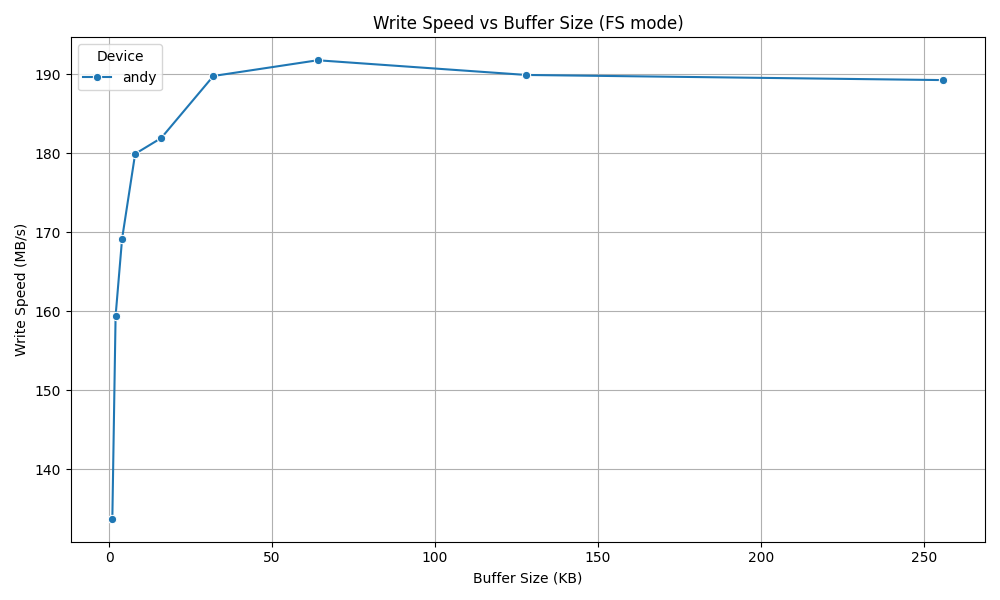 Write Speed vs Buffer Size (FS mode)
Device
andy
Write Speed (MB/s)
190
180
170
160
150
140
0
50
100
150
200
250
Buffer Size (KB)